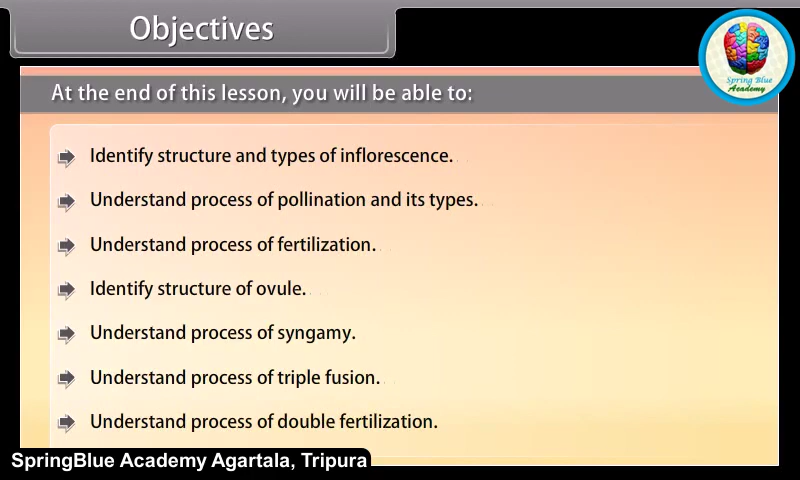 Objectives
Spring Blue
Academy
At the end of this lesson, you will be able to:
Identify structure and types of inflorescence.
Understand process of pollination and its types.
Understand process of fertilization.
Identify structure of ovule.
Understand process of syngamy.
Understand process of triple fusion.
Understand process of double fertilization.
SpringBlue Academy Agartala, Tripura